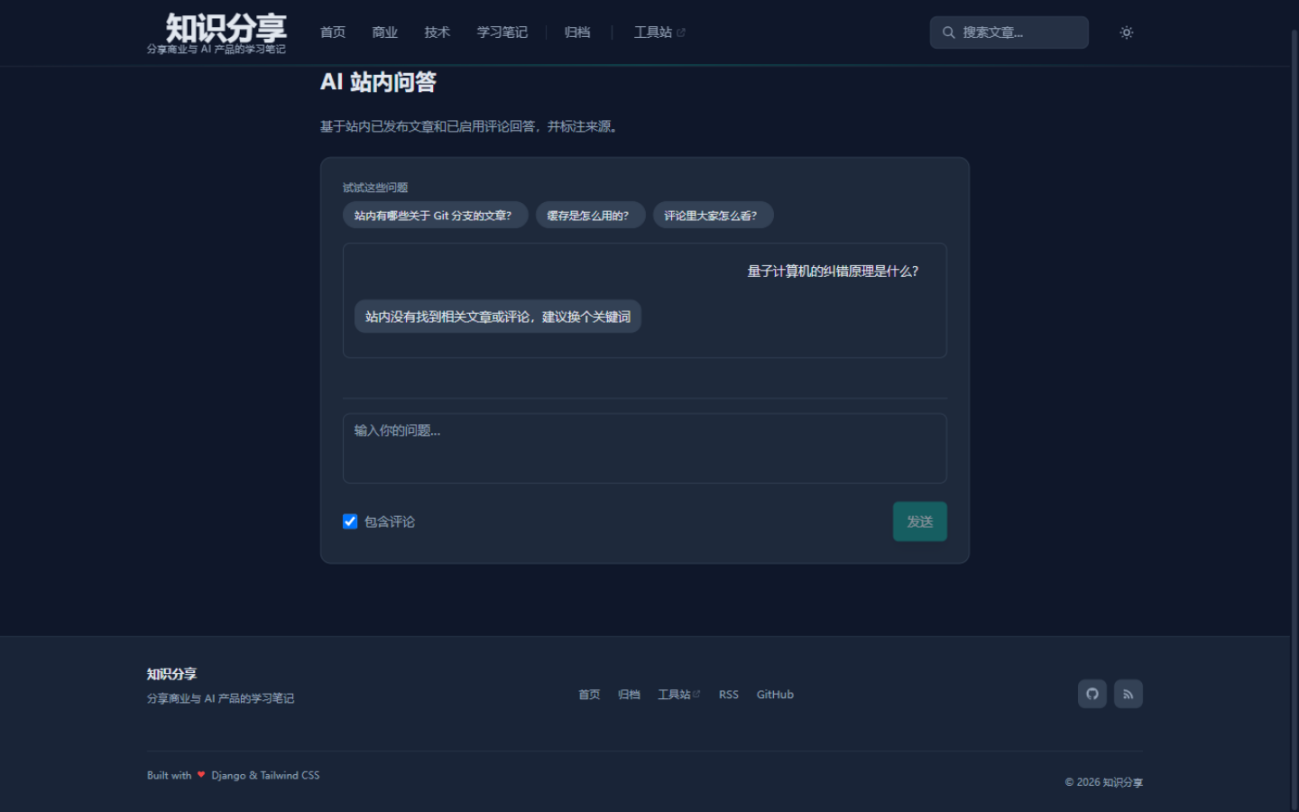 知识分享
分享商业与 AI 产品的学习笔记
首页 商业 技术 学习笔记 归档 工具站
搜索文章...
AI 站内问答
基于站内已发布文章和已启用评论回答，并标注来源。
试试这些问题
站内有哪些关于 Git 分支的文章？ 缓存是怎么用的？ 评论里大家怎么看？
量子计算机的纠错原理是什么?
站内没有找到相关文章或评论，建议换个关键词
输入你的问题...
包含评论
发送
知识分享
分享商业与 AI 产品的学习笔记
首页 归档 工具站 RSS GitHub
Built with ♥ Django & Tailwind CSS
© 2026 知识分享